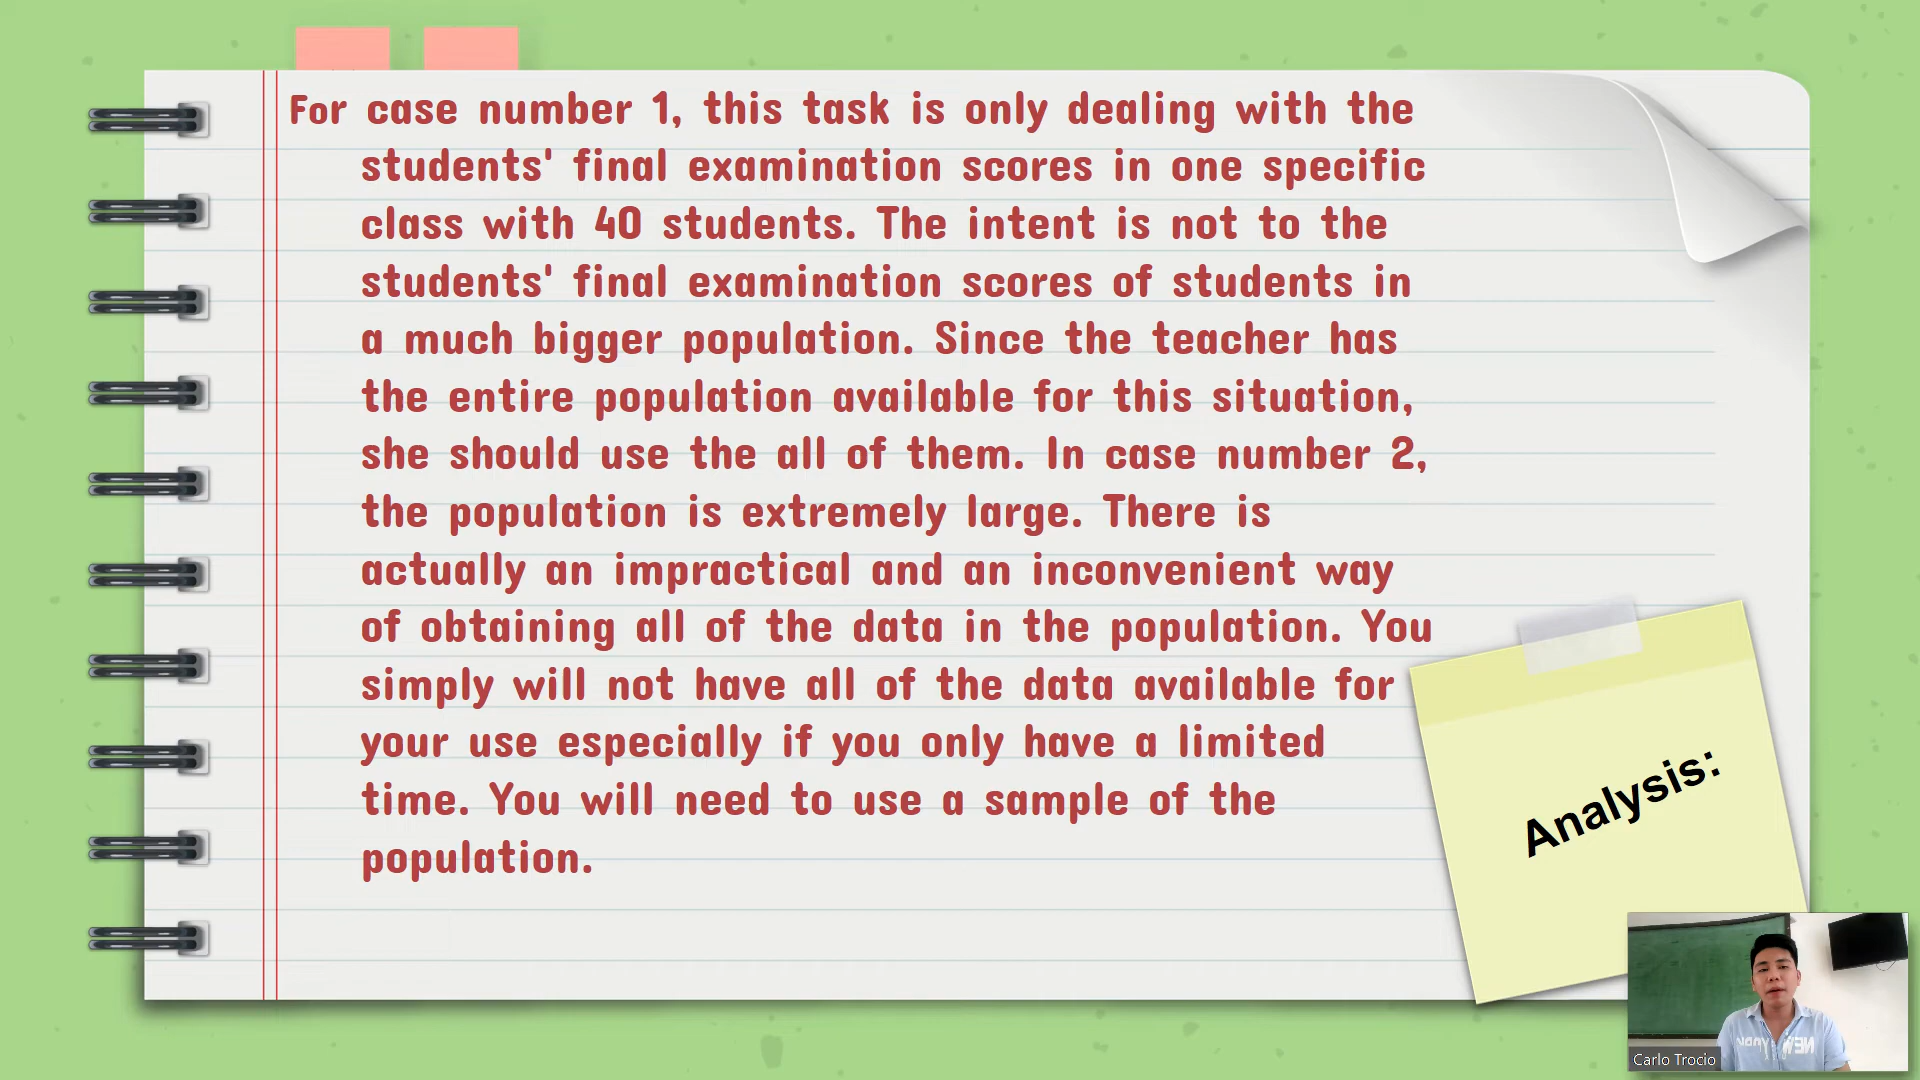 For case number 1, this task is only dealing with the
students' final examination scores in one specific
class with 40 students. The intent is not to the
students' final examination scores of students in
a much bigger population. Since the teacher has
the entire population available for this situation,
she should use the all of them. In case number 2,
the population is extremely large. There is
actually an impractical and an inconvenient way
of obtaining all of the data in the population. You
simply will not have all of the data available for
your use especially if you only have a limited
time. You will need to use a sample of the
population.
Analysis:
Carlo Trocio